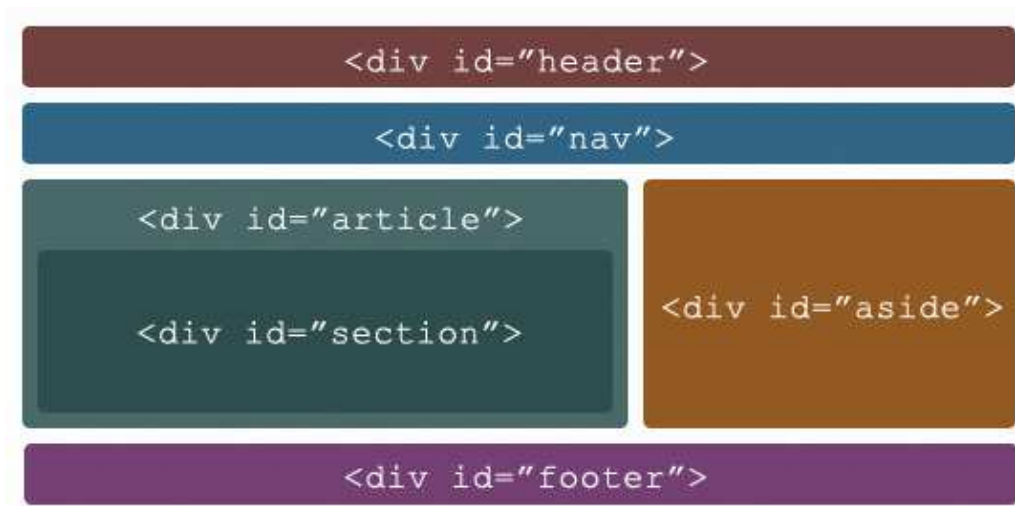 <div id=”header”>
<div id=”nav”>
<div id=”article”>
<div id=”section”>
<div id=”aside”>
<div id=”footer”>